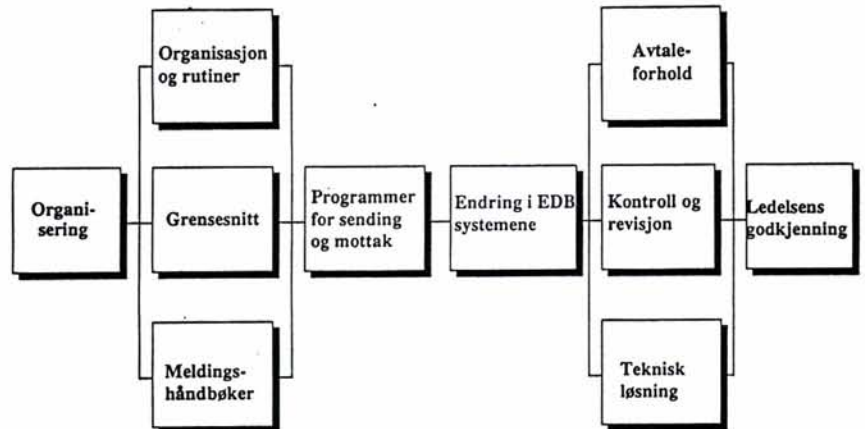 Organi-
sering
Organisasjon
og rutiner
Grensesnitt
Meldings-
håndbøker
Programmer
for sending
og mottak
Endring i EDB
systemene
Avtale-
forhold
Kontroll og
revisjon
Teknisk
løsning
Ledelsens
godkjenning